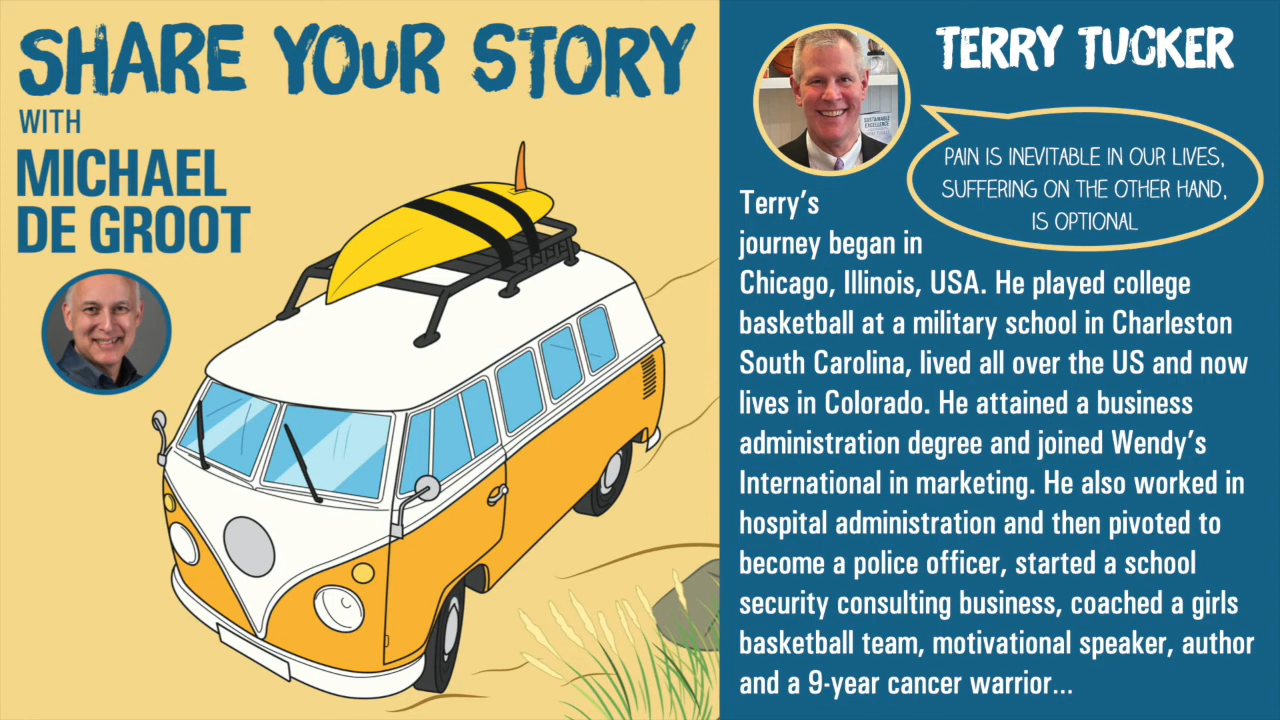 SHARE YOUR STORY
WITH
MICHAEL
DE GROOT
TERRY TUCKER
SUSTAINABLE
EXCELLENCE
PAIN IS INEVITABLE IN OUR LIVES,
SUFFERING ON THE OTHER HAND,
IS OPTIONAL
Terry's
journey began in
Chicago, Illinois, USA. He played college
basketball at a military school in Charleston
South Carolina, lived all over the US and now
lives in Colorado. He attained a business
administration degree and joined Wendy's
International in marketing. He also worked in
hospital administration and then pivoted to
become a police officer, started a school
security consulting business, coached a girls
basketball team, motivational speaker, author
and a 9-year cancer warrior...